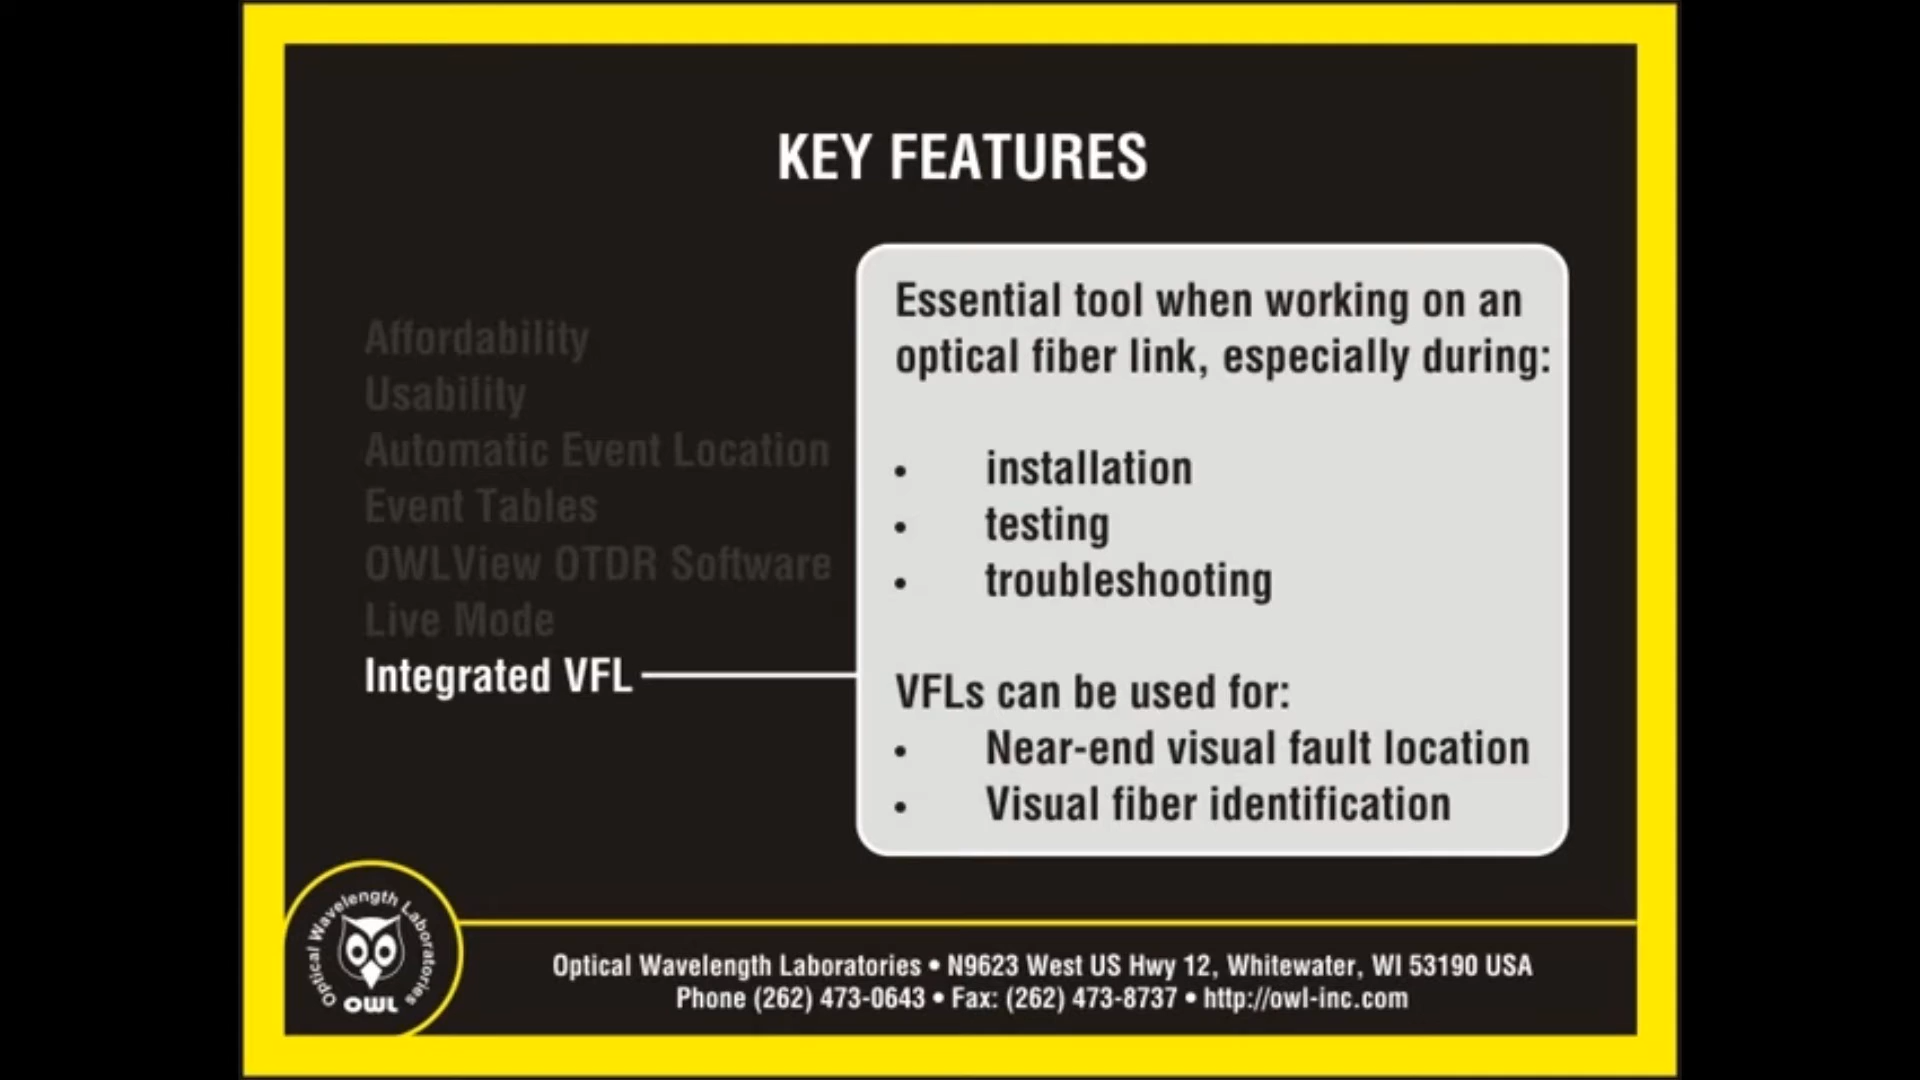 KEY FEATURES
Affordability
Usability
Automatic Event Location
Event Tables
OWLView OTDR Software
Live Mode
Integrated VFL
Essential tool when working on an
optical fiber link, especially during:
• installation
• testing
• troubleshooting
VFLs can be used for:
• Near-end visual fault location
• Visual fiber identification
Optical Wavelength Laboratories
OWL
Optical Wavelength Laboratories • N9623 West US Hwy 12, Whitewater, WI 53190 USA
Phone (262) 473-0643 • Fax: (262) 473-8737 • http://owl-inc.com